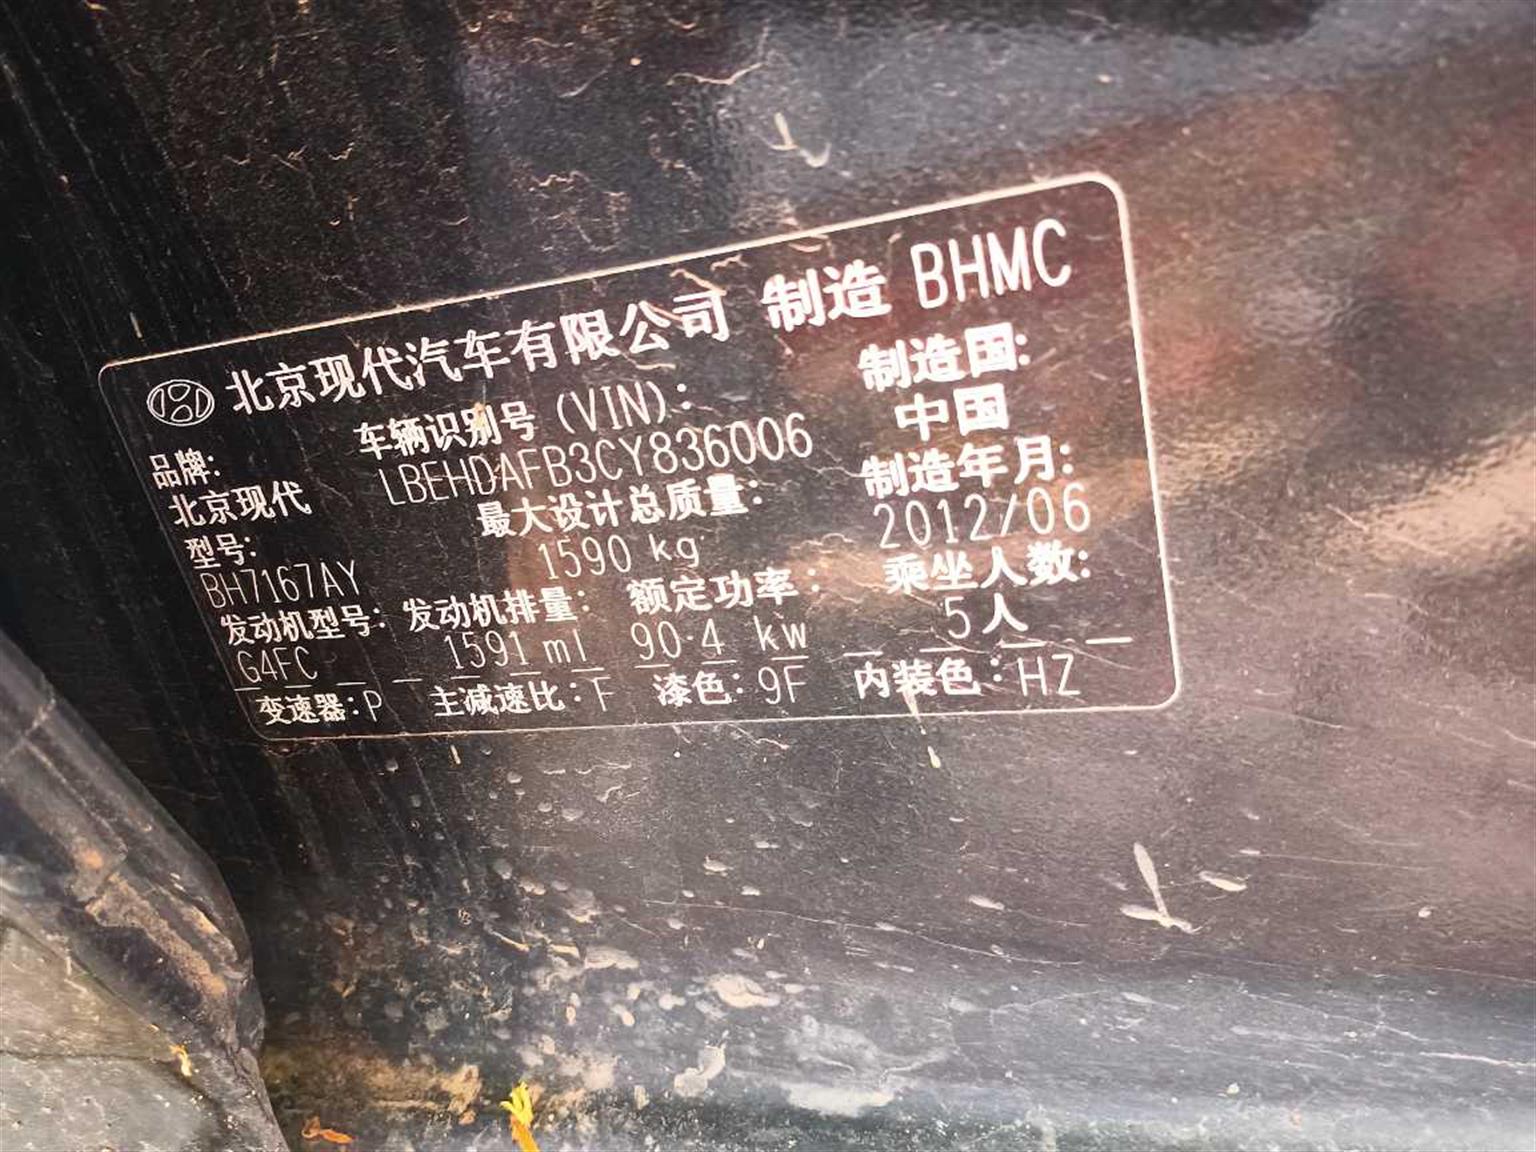 北京现代汽车有限公司 制造 BHMC
品牌: 车辆识别号 (VIN): 制造国:
北京现代 LBEHDAFB3CY836006 中国
型号: 最大设计总质量: 制造年月:
BH7167AY 1590 kg 2012/06
发动机型号: 发动机排量: 额定功率: 乘坐人数:
G4FC 1591 ml 90.4 kw 5人
变速器:P 主减速比:F 漆色:9F 内装色:HZ